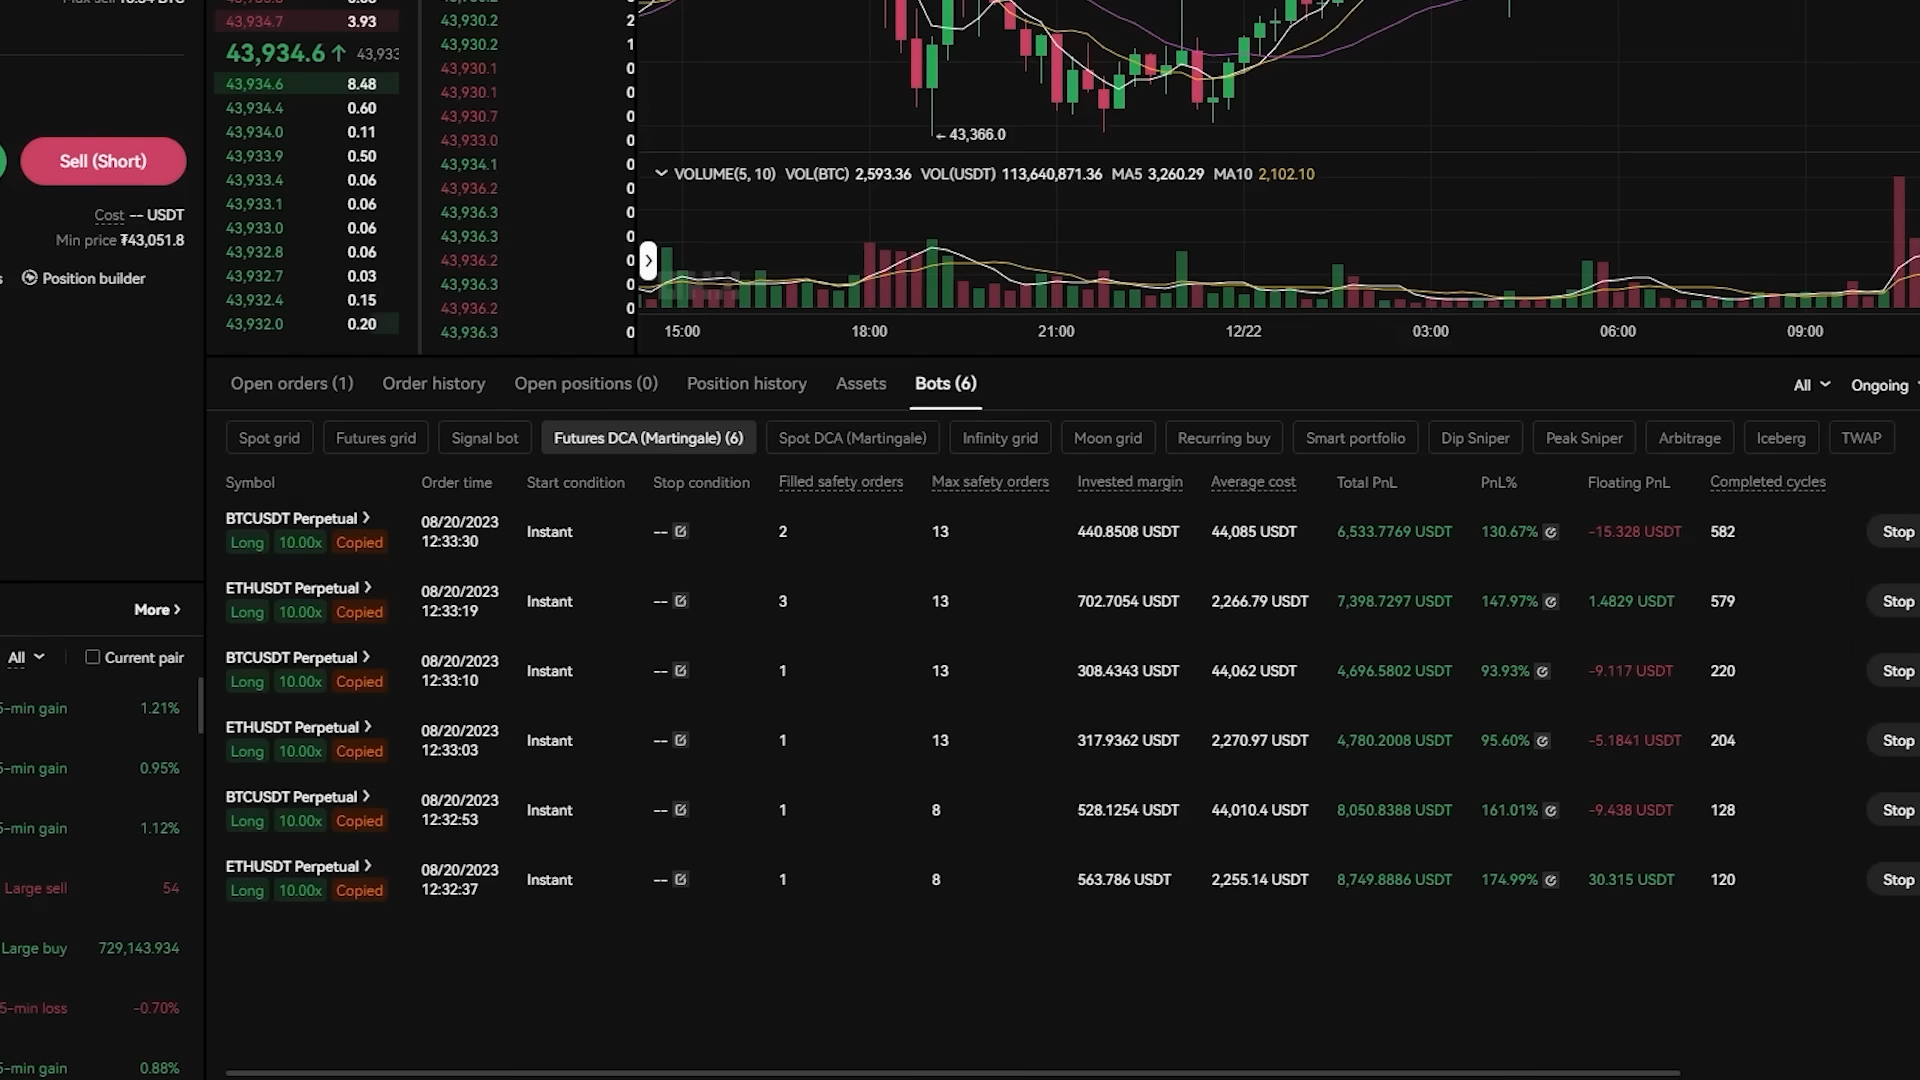 43,934.7 3.93
43,934.6 ↑ 43,933
43,934.6 8.48
43,934.4 0.60
43,934.0 0.11
43,933.9 0.50
43,933.4 0.06
43,933.1 0.06
43,933.0 0.06
43,932.8 0.06
43,932.7 0.03
43,932.4 0.15
43,932.0 0.20
43,930.2 2
43,930.2 1
43,930.1 0
43,930.1 0
43,930.7 0
43,933.0 0
43,934.1 0
43,936.2 0
43,936.3 0
43,936.3 0
43,936.2 0
43,936.3 0
43,936.2 0
43,936.3 0
Sell (Short)
Cost -- USDT
Min price ₮43,051.8
Position builder
← 43,366.0
VOLUME(5, 10) VOL(BTC) 2,593.36 VOL(USDT) 113,640,871.36 MA5 3,260.29 MA10 2,102.10
15:00 18:00 21:00 12/22 03:00 06:00 09:00
Open orders (1) Order history Open positions (0) Position history Assets Bots (6) All Ongoing
Spot grid Futures grid Signal bot Futures DCA (Martingale) (6) Spot DCA (Martingale) Infinity grid Moon grid Recurring buy Smart portfolio Dip Sniper Peak Sniper Arbitrage Iceberg TWAP
Symbol Order time Start condition Stop condition Filled safety orders Max safety orders Invested margin Average cost Total PnL PnL% Floating PnL Completed cycles
BTCUSDT Perpetual >
Long 10.00x Copied
08/20/2023
12:33:30
Instant -- 2 13 440.8508 USDT 44,085 USDT 6,533.7769 USDT 130.67% -15.328 USDT 582 Stop
ETHUSDT Perpetual >
Long 10.00x Copied
08/20/2023
12:33:19
Instant -- 3 13 702.7054 USDT 2,266.79 USDT 7,398.7297 USDT 147.97% 1.4829 USDT 579 Stop
BTCUSDT Perpetual >
Long 10.00x Copied
08/20/2023
12:33:10
Instant -- 1 13 308.4343 USDT 44,062 USDT 4,696.5802 USDT 93.93% -9.117 USDT 220 Stop
ETHUSDT Perpetual >
Long 10.00x Copied
08/20/2023
12:33:03
Instant -- 1 13 317.9362 USDT 2,270.97 USDT 4,780.2008 USDT 95.60% -5.1841 USDT 204 Stop
BTCUSDT Perpetual >
Long 10.00x Copied
08/20/2023
12:32:53
Instant -- 1 8 528.1254 USDT 44,010.4 USDT 8,050.8388 USDT 161.01% -9.438 USDT 128 Stop
ETHUSDT Perpetual >
Long 10.00x Copied
08/20/2023
12:32:37
Instant -- 1 8 563.786 USDT 2,255.14 USDT 8,749.8886 USDT 174.99% 30.315 USDT 120 Stop
More >
All Current pair
5-min gain 1.21%
5-min gain 0.95%
5-min gain 1.12%
Large sell 54
Large buy 729,143.934
5-min loss -0.70%
5-min gain 0.88%